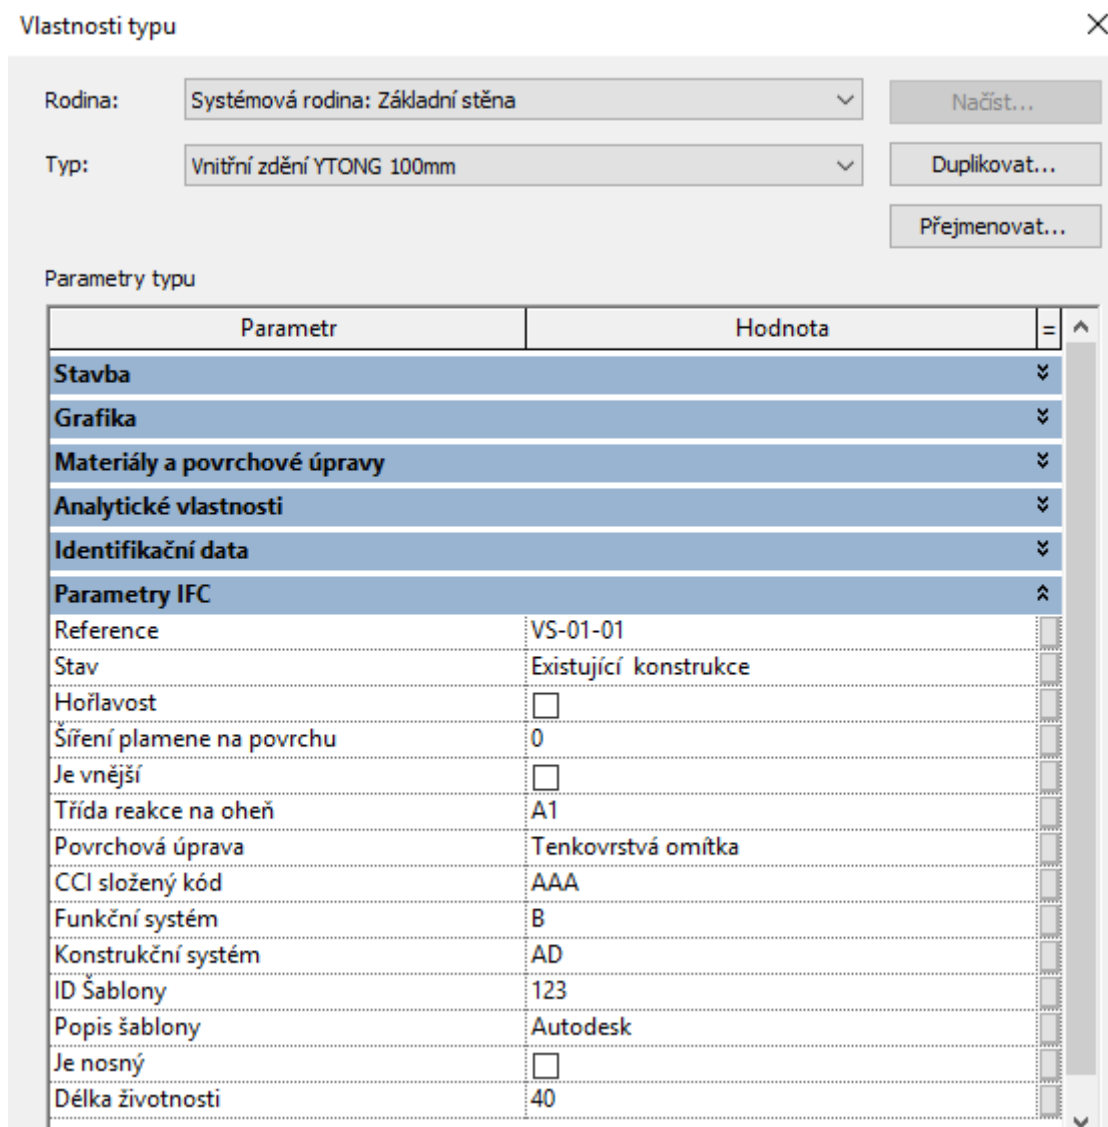 Vlastnosti typu
Rodina: Systémová rodina: Základní stěna Načíst...
Typ: Vnitřní zdění YTONG 100mm Duplikovat...
Přejmenovat...
Parametry typu
Parametr Hodnota =
Stavba
Grafika
Materiály a povrchové úpravy
Analytické vlastnosti
Identifikační data
Parametry IFC
Reference VS-01-01
Stav Existující konstrukce
Hořlavost
Šíření plamene na povrchu 0
Je vnější
Třída reakce na oheň A1
Povrchová úprava Tenkovrstvá omítka
CCI složený kód AAA
Funkční systém B
Konstrukční systém AD
ID Šablony 123
Popis šablony Autodesk
Je nosný
Délka životnosti 40